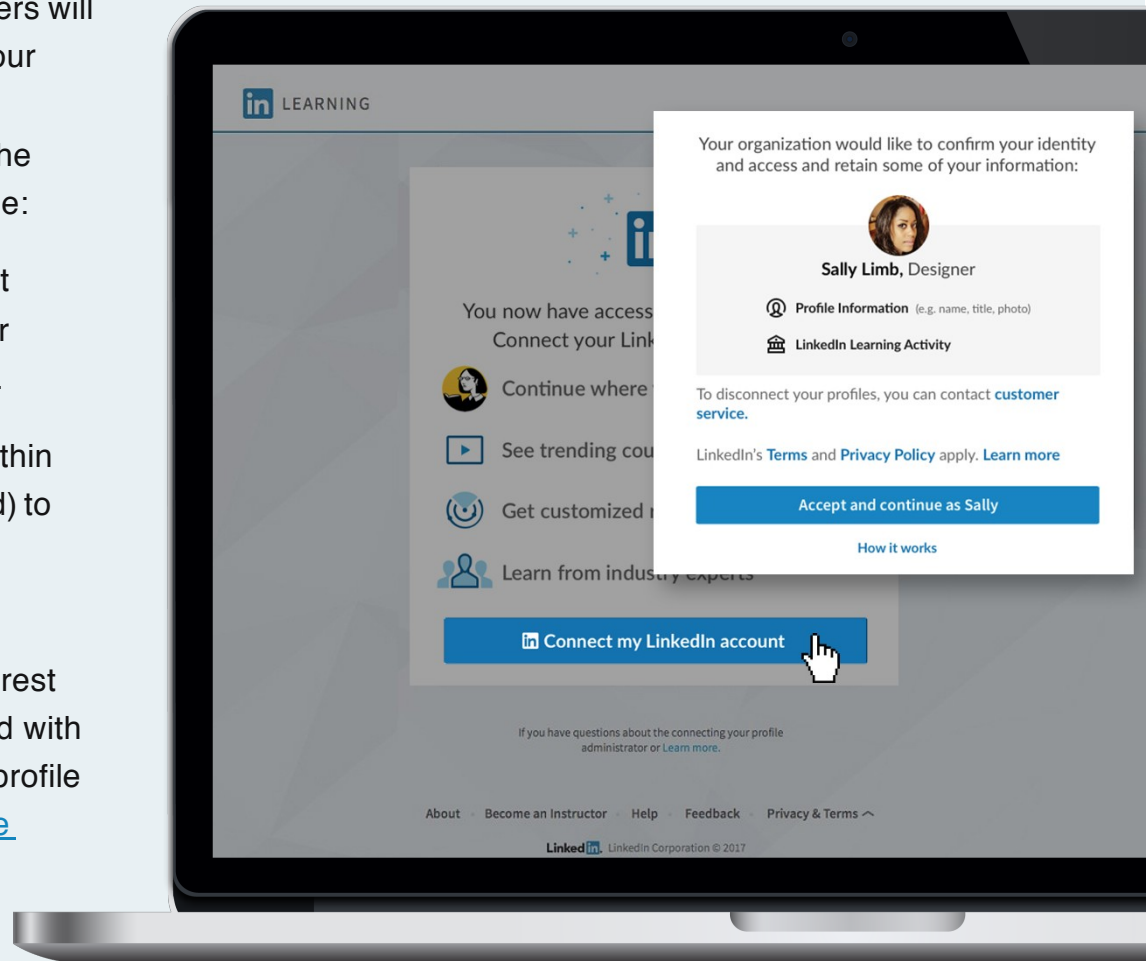 ers will
our
he
e:
t
r
.
thin
d) to
rest
d with
profile
e
in LEARNING
You now have access
Connect your Link
Continue where
See trending cou
Get customized
Learn from industry experts
in Connect my LinkedIn account
If you have questions about the connecting your profile
administrator or Learn more.
About Become an Instructor Help Feedback Privacy & Terms
Linked in. LinkedIn Corporation © 2017
Your organization would like to confirm your identity
and access and retain some of your information:
Sally Limb, Designer
Profile Information (e.g. name, title, photo)
LinkedIn Learning Activity
To disconnect your profiles, you can contact customer
service.
LinkedIn's Terms and Privacy Policy apply. Learn more
Accept and continue as Sally
How it works